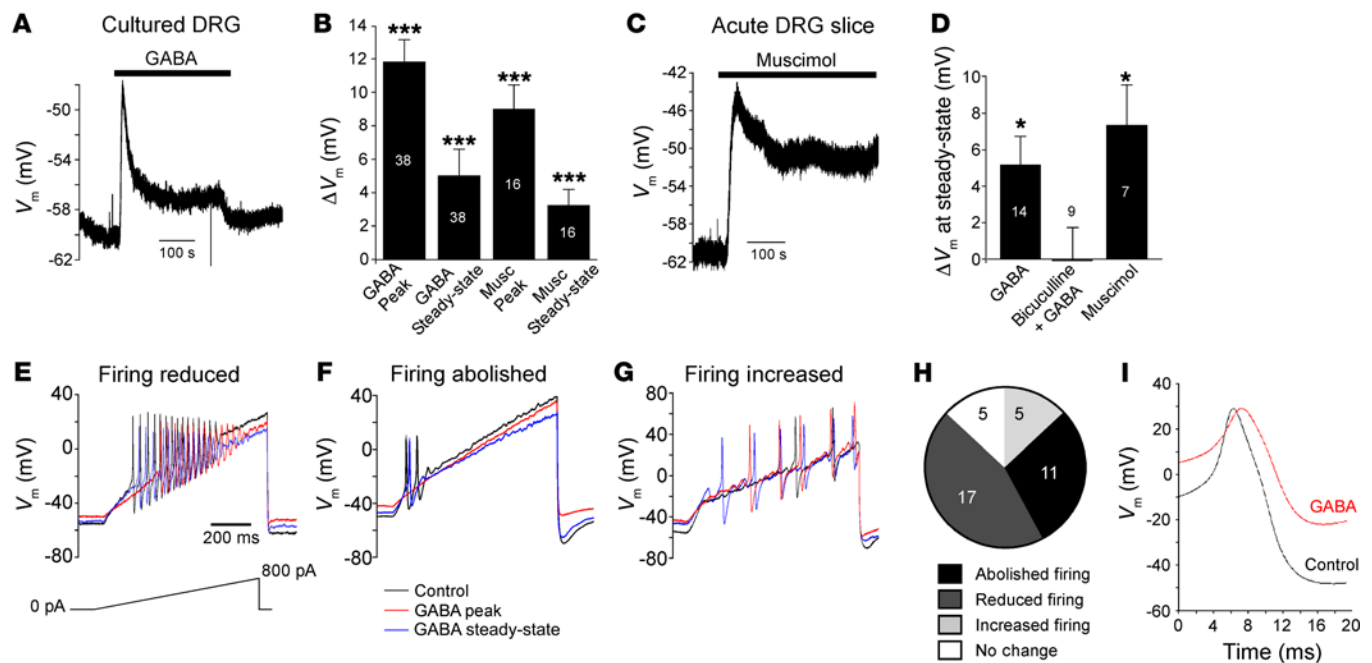 A
Cultured DRG
GABA
-50
-54
-58
-62
Vm (mV)
100 s
B
14
12
10
8
6
4
2
0
ΔVm (mV)
***
***
***
***
38
38
16
16
GABA Peak
GABA Steady-state
Musc Peak
Musc Steady-state
C
Acute DRG slice
Muscimol
-42
-46
-50
-54
-58
-62
Vm (mV)
100 s
D
10
8
6
4
2
0
ΔVm at steady-state (mV)
*
*
14
9
7
GABA
Bicuculline + GABA
Muscimol
E
Firing reduced
40
0
-40
-80
Vm (mV)
200 ms
0 pA
800 pA
F
Firing abolished
40
0
-40
-80
Vm (mV)
Control
GABA peak
GABA steady-state
G
Firing increased
80
40
0
-40
-80
Vm (mV)
H
5
5
11
17
Abolished firing
Reduced firing
Increased firing
No change
I
40
20
0
-20
-40
-60
Vm (mV)
GABA
Control
0
4
8
12
16
20
Time (ms)